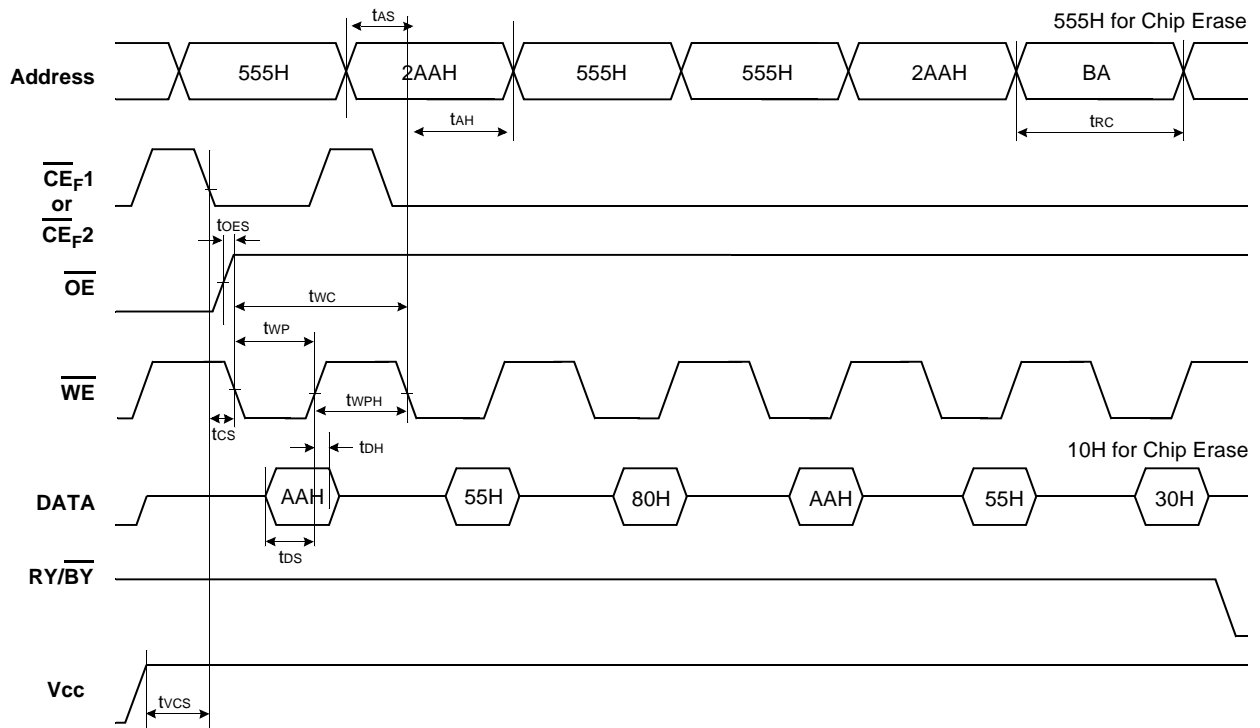 tAS
555H for Chip Erase
Address
555H
2AAH
555H
555H
2AAH
BA
tAH
tRC
CEF1
or
CEF2
tOES
OE
tWC
tWP
WE
tWPH
tCS
tDH
10H for Chip Erase
DATA
AAH
55H
80H
AAH
55H
30H
tDS
RY/BY
Vcc
tVCS